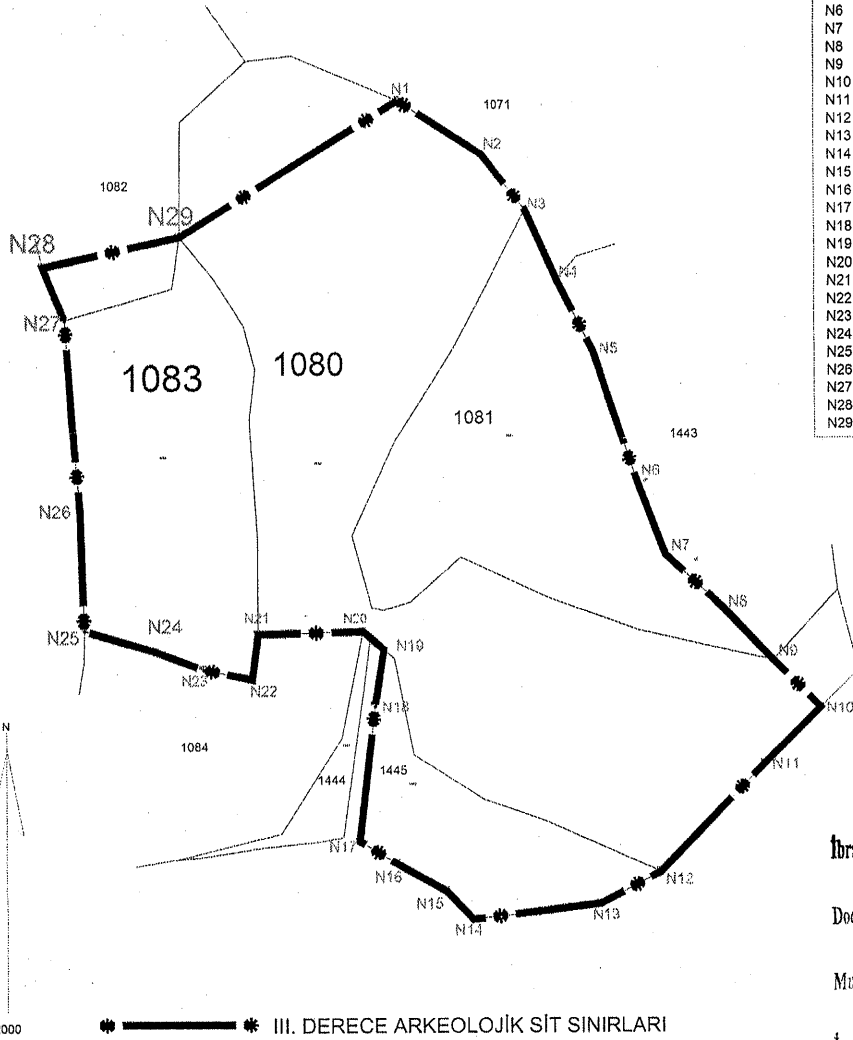 N6
N7
N8
N9
N10
N11
N12
N13
N14
N15
N16
N17
N18
N19
N20
N21
N22
N23
N24
N25
N26
N27
N28
N29
N1
1071
N2
1082
N3
N29
N28
N4
N27
N5
1083
1080
1081
1443
N6
N26
N7
N8
N25
N24
N21
N20
N19
N9
N23
N22
N18
N10
N
1084
1444
1445
N11
N17
N16
N12
N15
N13
N14
III. DERECE ARKEOLOJİK SİT SINIRLARI